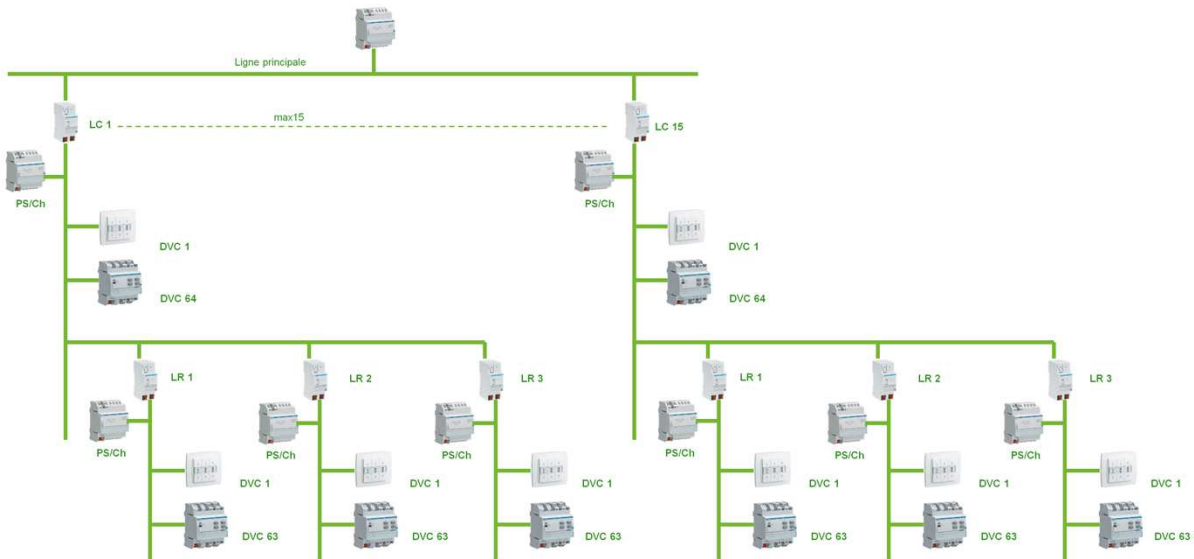 Ligne principale
LC 1
max15
LC 15
PS/Ch
PS/Ch
DVC 1
DVC 1
DVC 64
DVC 64
LR 1
LR 2
LR 3
LR 1
LR 2
LR 3
PS/Ch
PS/Ch
PS/Ch
PS/Ch
PS/Ch
PS/Ch
DVC 1
DVC 1
DVC 1
DVC 1
DVC 1
DVC 1
DVC 63
DVC 63
DVC 63
DVC 63
DVC 63
DVC 63